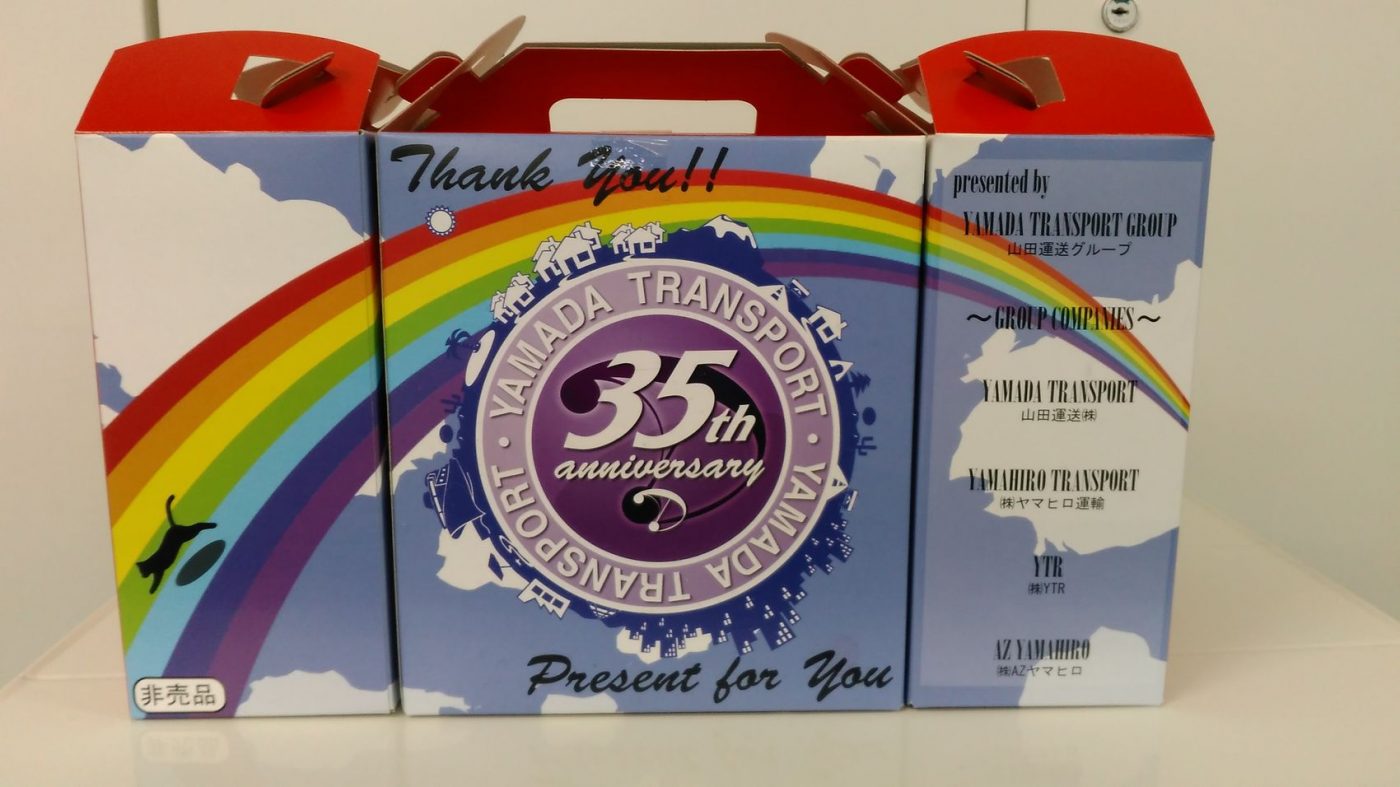 Thank You!!
YAMADA TRANSPORT · YAMADA TRANSPORT ·
35th
anniversary
Present for You
非売品
presented by
YAMADA TRANSPORT GROUP
山田運送グループ
～GROUP COMPANIES～
YAMADA TRANSPORT
山田運送㈱
YAMAHIRO TRANSPORT
㈱ヤマヒロ運輸
YTR
㈱YTR
AZ YAMAHIRO
㈱AZヤマヒロ